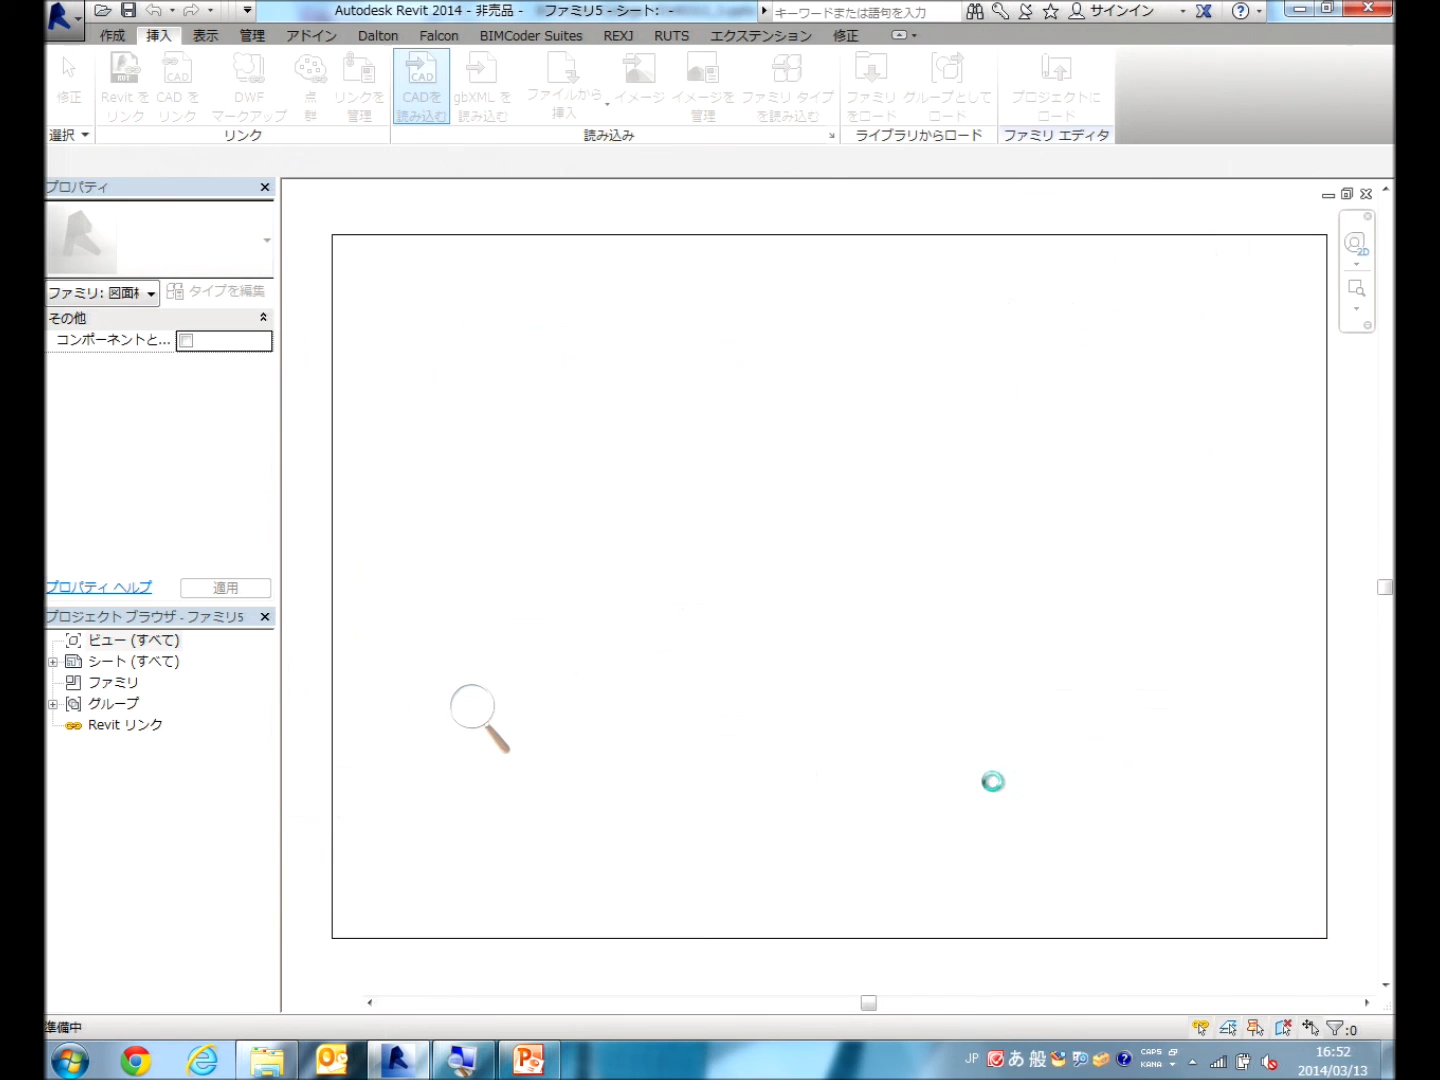 Autodesk Revit 2014 - 非売品 - ファミリ5 - シート: -
キーワードまたは語句を入力
サインイン
作成 挿入 表示 管理 アドイン Dalton Falcon BIMCoder Suites REXJ RUTS エクステンション 修正
修正
Revit を
リンク
CAD を
リンク
DWF
マークアップ
点
群
リンクを
管理
CADを
読み込む
gbXML を
読み込む
ファイルから
挿入
イメージ
イメージを
管理
ファミリ タイプ
を読み込む
ファミリ
をロード
グループとして
ロード
プロジェクトに
ロード
選択
リンク
読み込み
ライブラリからロード
ファミリ エディタ
プロパティ
ファミリ: 図面
タイプを編集
その他
コンポーネントと...
プロパティ ヘルプ
適用
プロジェクト ブラウザ - ファミリ5
ビュー (すべて)
シート (すべて)
ファミリ
グループ
Revit リンク
2D
準備中
:0
JP
あ 般
CAPS
KANA
16:52
2014/03/13